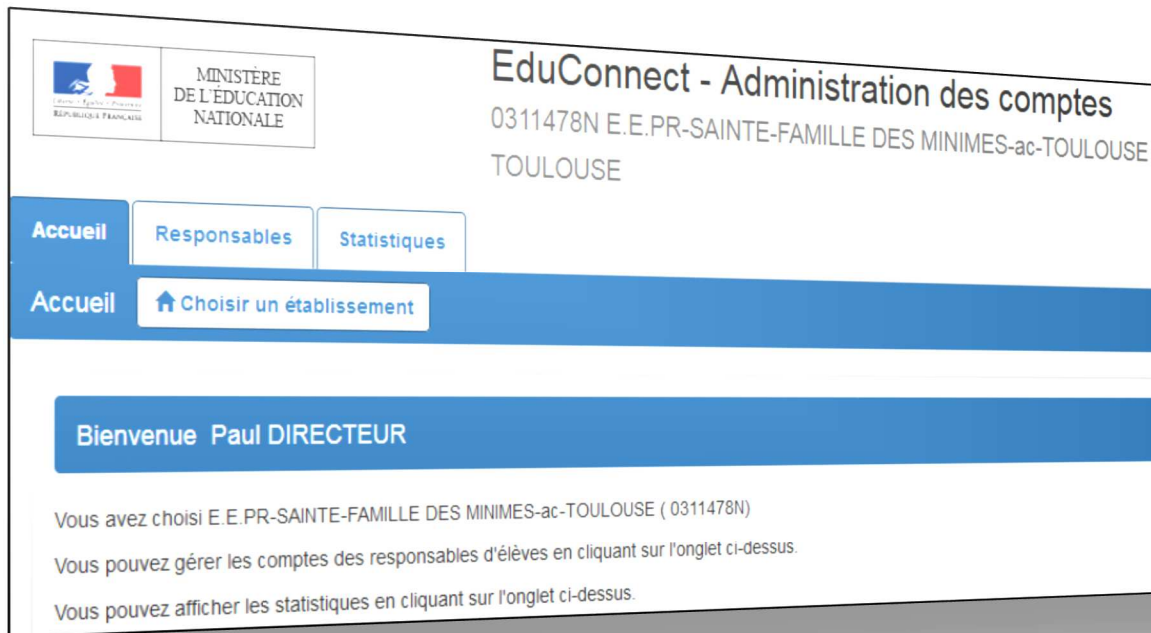 MINISTÈRE
DE L'ÉDUCATION
NATIONALE
RÉPUBLIQUE FRANÇAISE
EduConnect - Administration des comptes
0311478N E.E.PR-SAINTE-FAMILLE DES MINIMES-ac-TOULOUSE
TOULOUSE
Accueil
Responsables
Statistiques
Accueil
Choisir un établissement
Bienvenue Paul DIRECTEUR
Vous avez choisi E.E.PR-SAINTE-FAMILLE DES MINIMES-ac-TOULOUSE ( 0311478N)
Vous pouvez gérer les comptes des responsables d'élèves en cliquant sur l'onglet ci-dessus.
Vous pouvez afficher les statistiques en cliquant sur l'onglet ci-dessus.